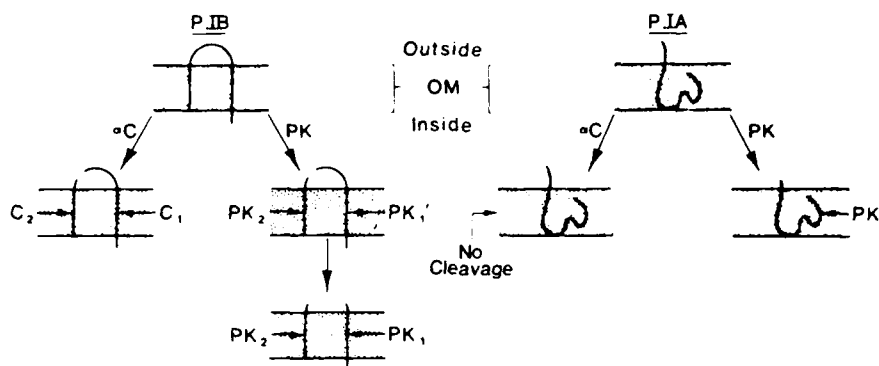 P.IB
P.IA
Outside
OM
Inside
αC
PK
αC
PK
C₂
C₁
PK₂
PK₁′
No
Cleavage
PK
PK₂
PK₁